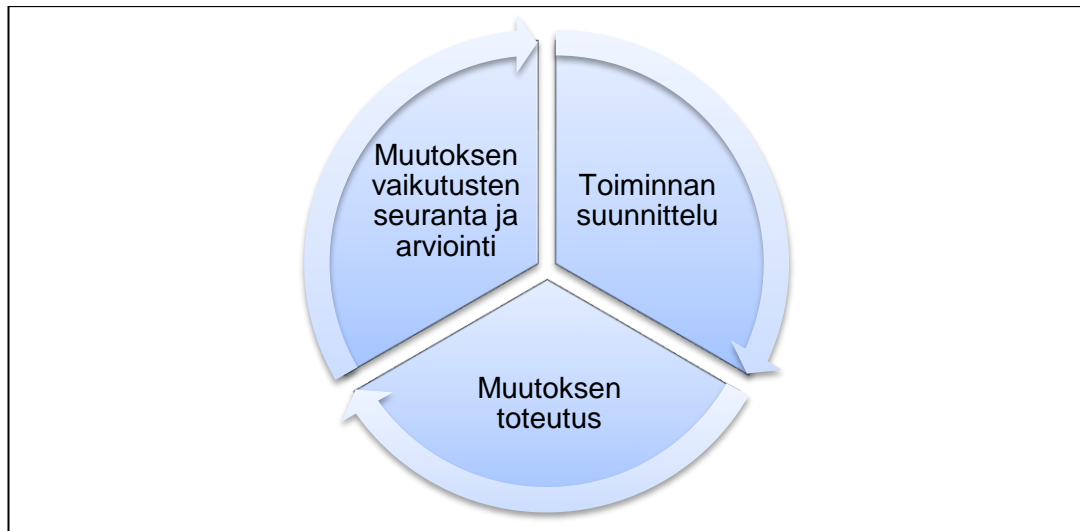 Muutoksen
vaikutusten
seuranta ja
arviointi
Toiminnan
suunnittelu
Muutoksen
toteutus